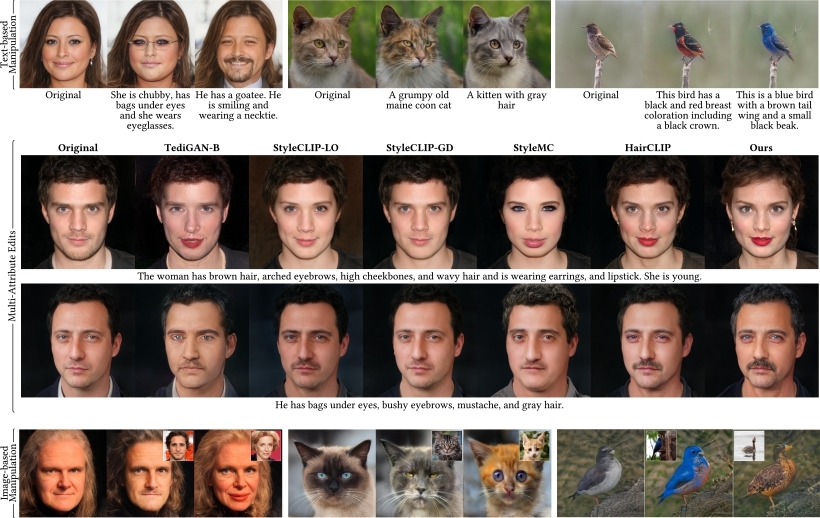 Text-based
Manipulation
Original
She is chubby, has
bags under eyes
and she wears
eyeglasses.
He has a goatee. He
is smiling and
wearing a necktie.
Original
A grumpy old
maine coon cat
A kitten with gray
hair
Original
This bird has a
black and red breast
coloration including
a black crown.
This is a blue bird
with a brown tail
wing and a small
black beak.
Multi-Attribute Edits
Original TediGAN-B StyleCLIP-LO StyleCLIP-GD StyleMC HairCLIP Ours
The woman has brown hair, arched eyebrows, high cheekbones, and wavy hair and is wearing earrings, and lipstick. She is young.
He has bags under eyes, bushy eyebrows, mustache, and gray hair.
Image-based
Manipulation